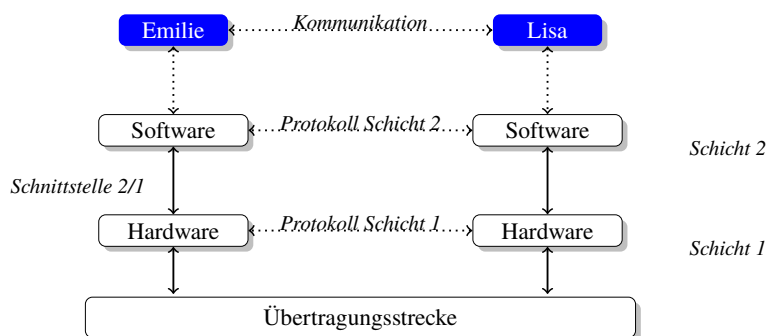 Emilie Kommunikation Lisa
Software Protokoll Schicht 2 Software
Schicht 2
Schnittstelle 2/1
Hardware Protokoll Schicht 1 Hardware
Schicht 1
Übertragungsstrecke